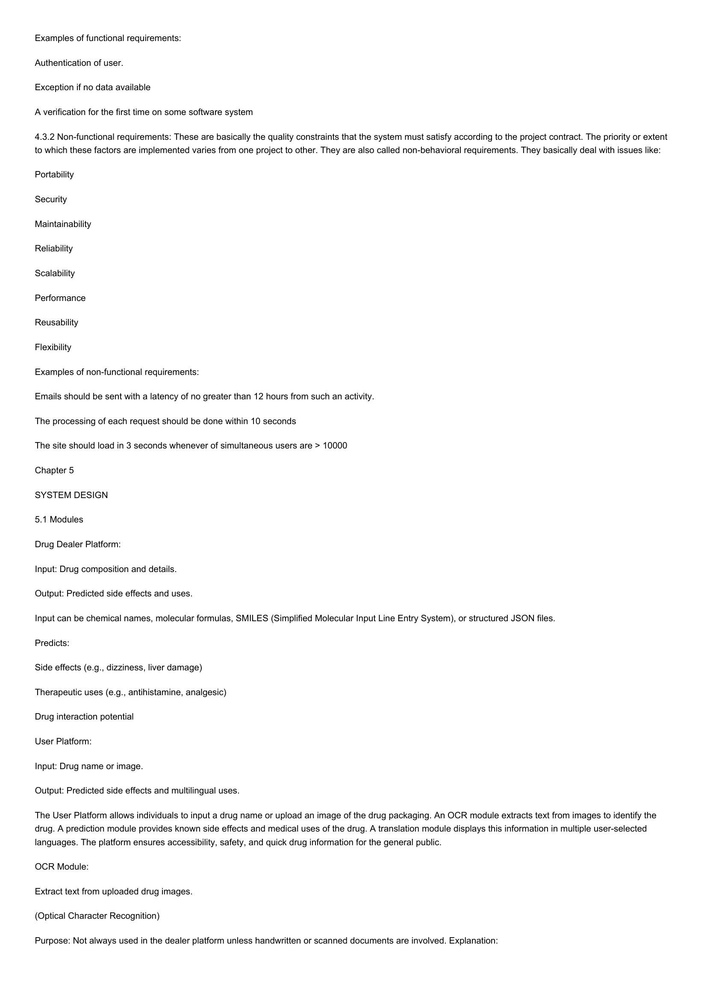 Examples of functional requirements:
Authentication of user.
Exception if no data available
A verification for the first time on some software system
4.3.2 Non-functional requirements: These are basically the quality constraints that the system must satisfy according to the project contract. The priority or extent
to which these factors are implemented varies from one project to other. They are also called non-behavioral requirements. They basically deal with issues like:
Portability
Security
Maintainability
Reliability
Scalability
Performance
Reusability
Flexibility
Examples of non-functional requirements:
Emails should be sent with a latency of no greater than 12 hours from such an activity.
The processing of each request should be done within 10 seconds
The site should load in 3 seconds whenever of simultaneous users are > 10000
Chapter 5
SYSTEM DESIGN
5.1 Modules
Drug Dealer Platform:
Input: Drug composition and details.
Output: Predicted side effects and uses.
Input can be chemical names, molecular formulas, SMILES (Simplified Molecular Input Line Entry System), or structured JSON files.
Predicts:
Side effects (e.g., dizziness, liver damage)
Therapeutic uses (e.g., antihistamine, analgesic)
Drug interaction potential
User Platform:
Input: Drug name or image.
Output: Predicted side effects and multilingual uses.
The User Platform allows individuals to input a drug name or upload an image of the drug packaging. An OCR module extracts text from images to identify the
drug. A prediction module provides known side effects and medical uses of the drug. A translation module displays this information in multiple user-selected
languages. The platform ensures accessibility, safety, and quick drug information for the general public.
OCR Module:
Extract text from uploaded drug images.
(Optical Character Recognition)
Purpose: Not always used in the dealer platform unless handwritten or scanned documents are involved. Explanation: